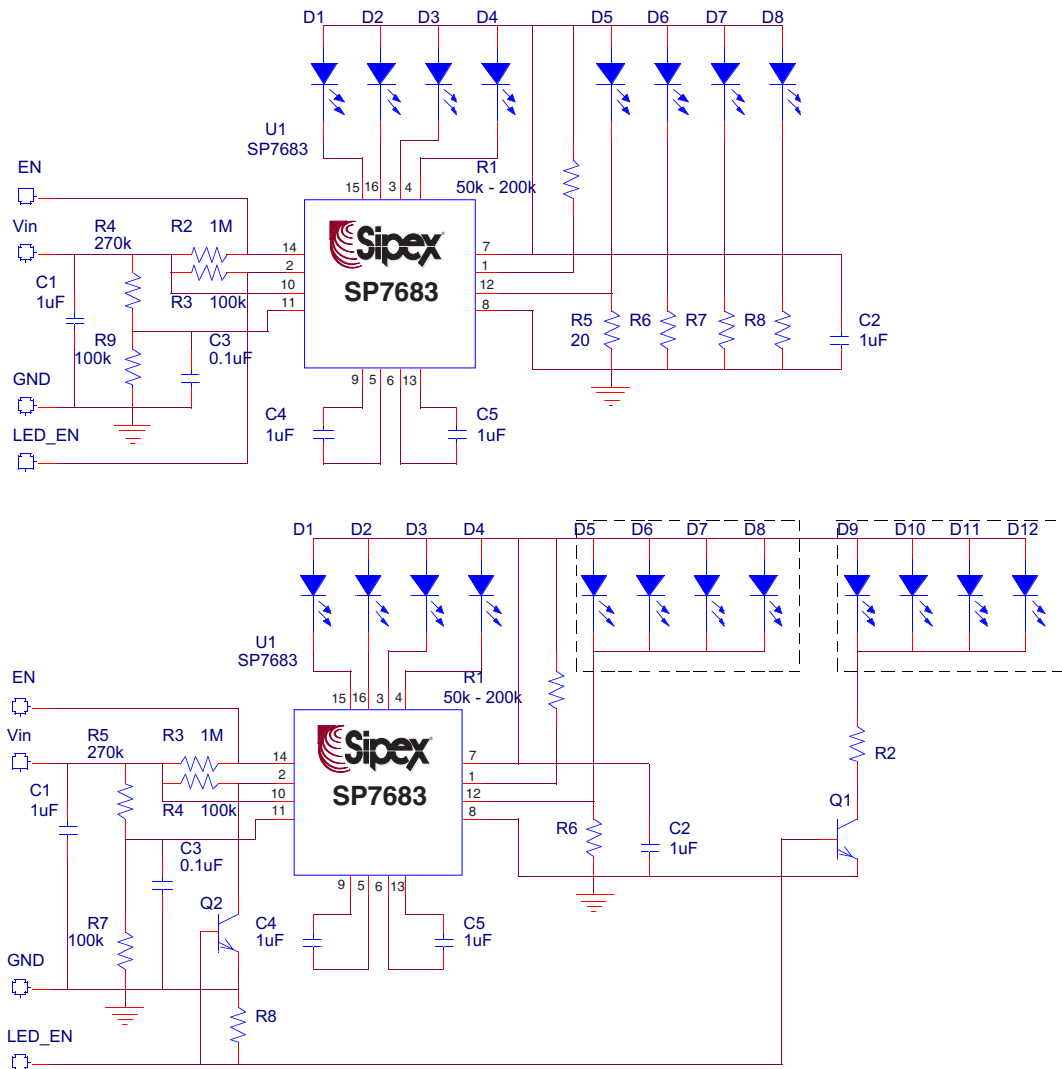 D1 D2 D3 D4 D5 D6 D7 D8
U1
SP7683
R1
50k - 200k
EN
15 16 3 4
Vin
R4 R2 1M
270k
14 7
2 1
10 12
11 8
Sipex
SP7683
C1
1uF
R3 100k
R9
100k
C3
0.1uF
R5 R6 R7 R8
20
C2
1uF
GND
9 5 6 13
C4
1uF
C5
1uF
LED_EN
D1 D2 D3 D4 D5 D6 D7 D8 D9 D10 D11 D12
U1
SP7683
R1
50k - 200k
EN
15 16 3 4
Vin
R5 R3 1M
270k
14 7
2 1
10 12
11 8
Sipex
SP7683
R2
C1
1uF
R4 100k
Q1
C3
0.1uF
R6
C2
1uF
9 5 6 13
Q2
R7
100k
C4
1uF
C5
1uF
GND
R8
LED_EN